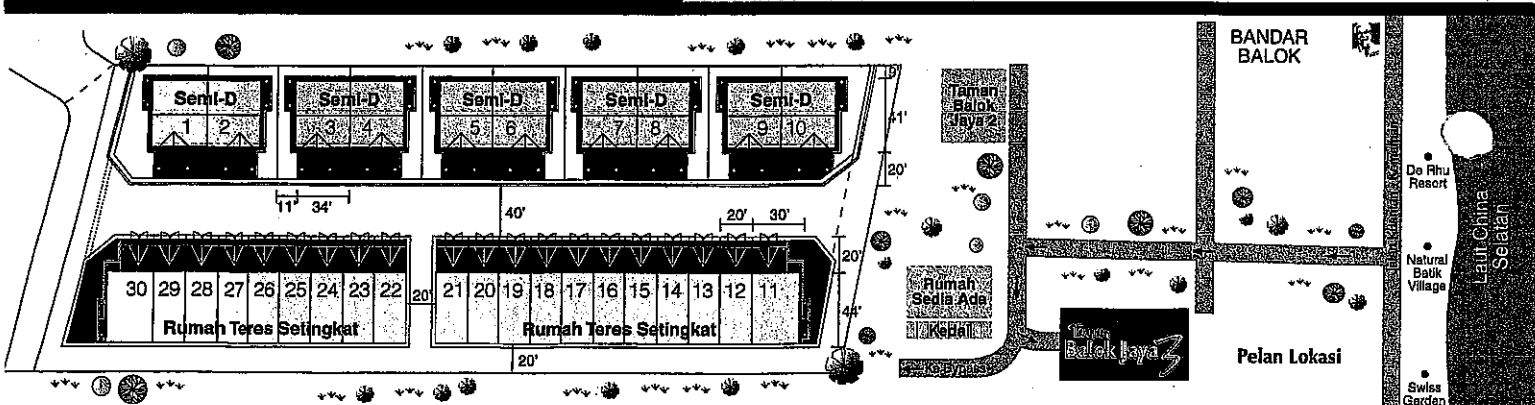 Semi-D
Semi-D
Semi-D
Semi-D
Semi-D
1 2
3 4
5 6
7 8
9 10
9'
41'
20'
11' 34'
40'
20' 30'
20'
44'
30 29 28 27 26 25 24 23 22
20'
21 20 19 18 17 16 15 14 13 12 11
Rumah Teres Setingkat
Rumah Teres Setingkat
20'
Taman
Balok
Jaya 2
Rumah
Sedia Ada
Kedai
Ke Bypass
Taman
Balok Jaya 3
Pelan Lokasi
BANDAR
BALOK
De Rhu
Resort
Natural
Batik
Village
Swiss
Garden
Laut China
Selatan